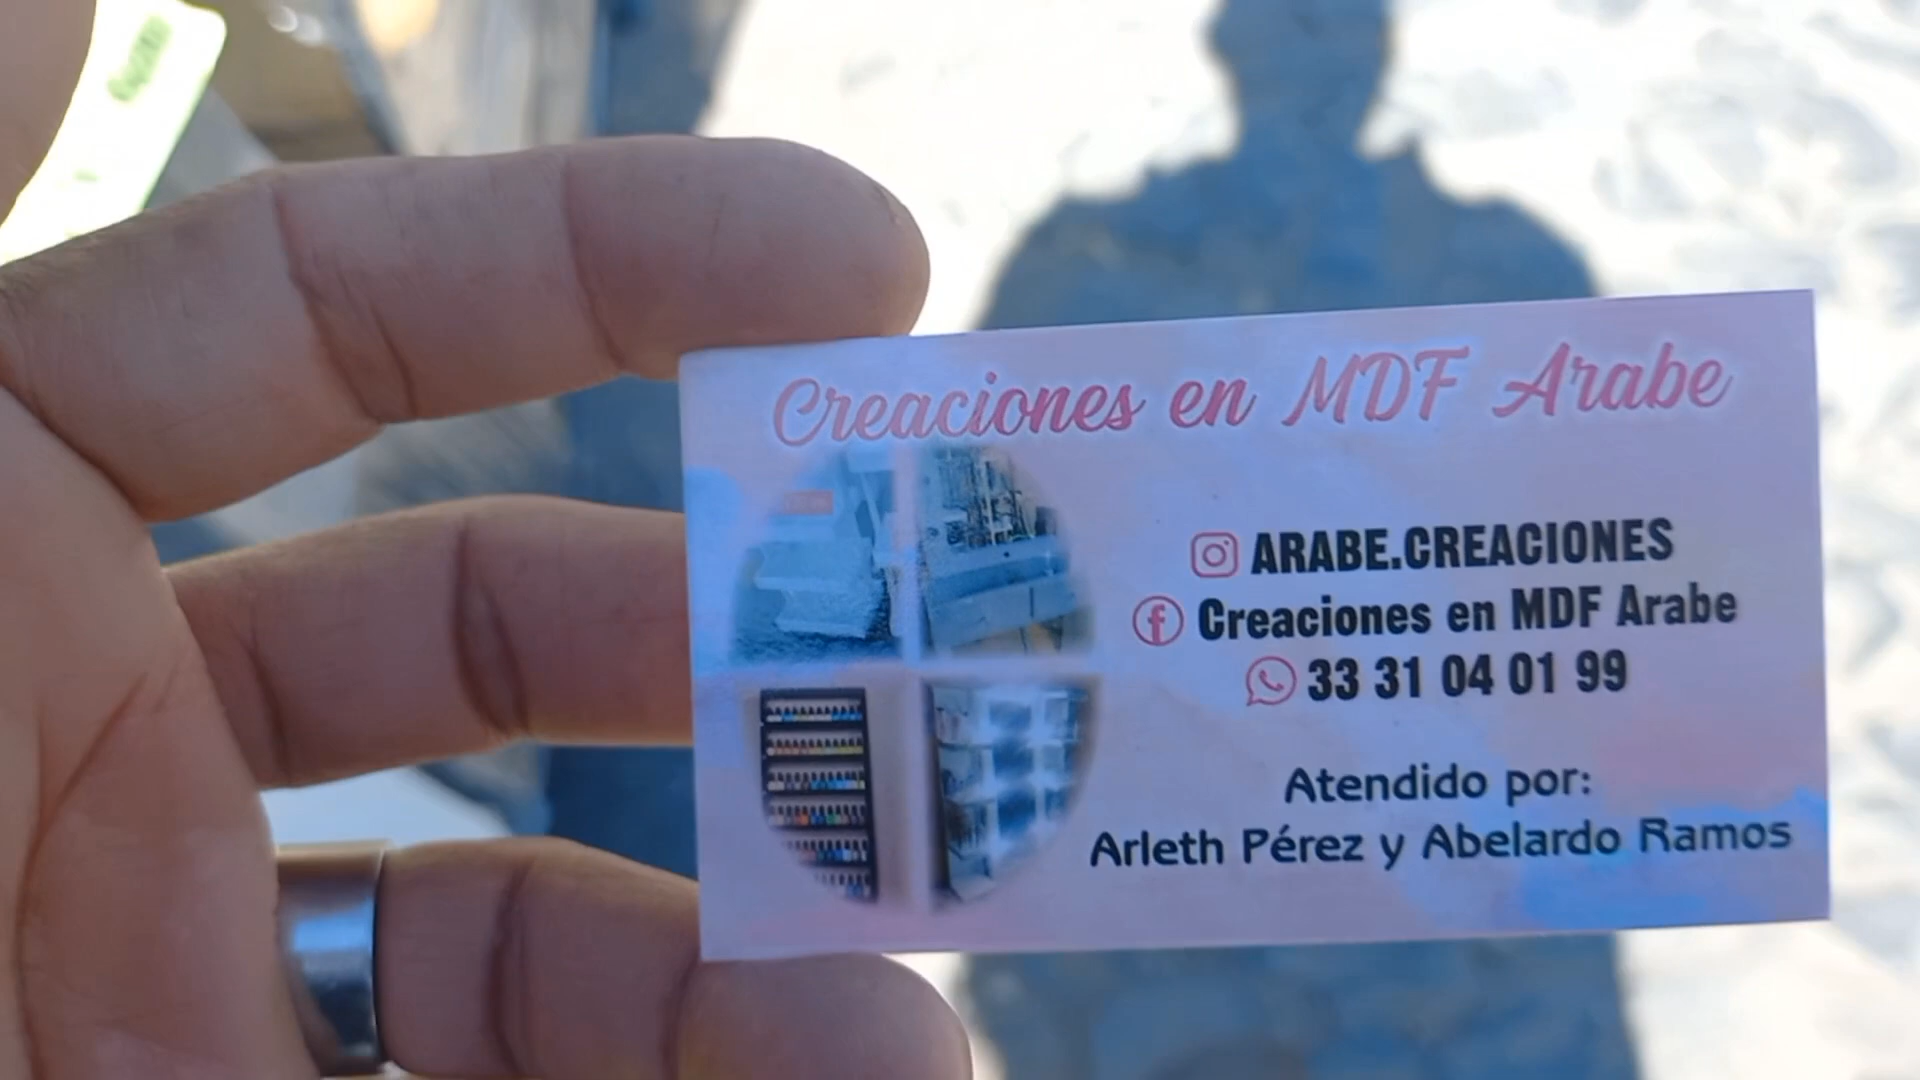 Creaciones en MDF Arabe
ARABE.CREACIONES
Creaciones en MDF Arabe
33 31 04 01 99
Atendido por:
Arleth Pérez y Abelardo Ramos